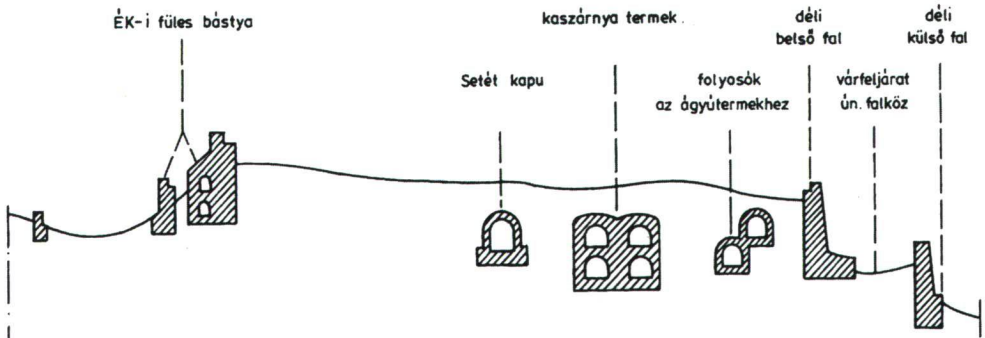 ÉK-i füles bástya
kaszárnya termek.
déli
belső fal
déli
külső fal
Setét kapu
folyosók
az ágyútermekhez
várfeljárat
ún. falköz